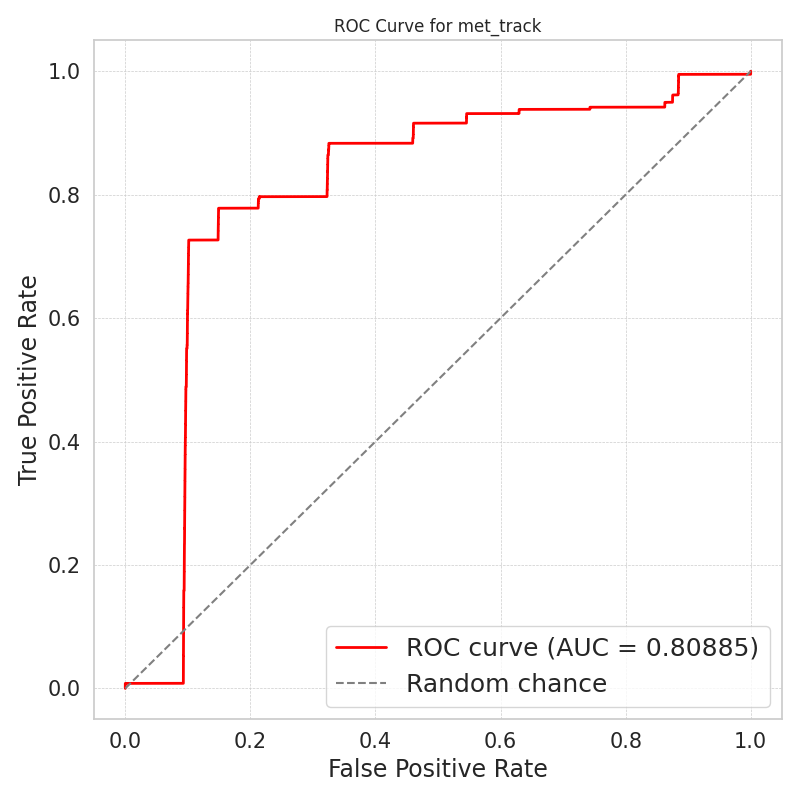 ROC Curve for met_track
1.0
0.8
0.6
0.4
0.2
0.0
True Positive Rate
ROC curve (AUC = 0.80885)
Random chance
0.0 0.2 0.4 0.6 0.8 1.0
False Positive Rate